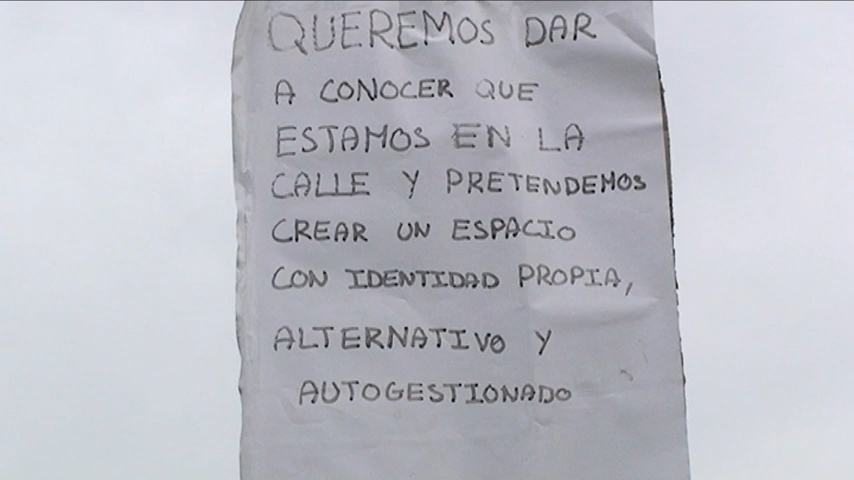 QUEREMOS DAR
A CONOCER QUE
ESTAMOS EN LA
CALLE Y PRETENDEMOS
CREAR UN ESPACIO
CON IDENTIDAD PROPIA,
ALTERNATIVO Y
AUTOGESTIONADO